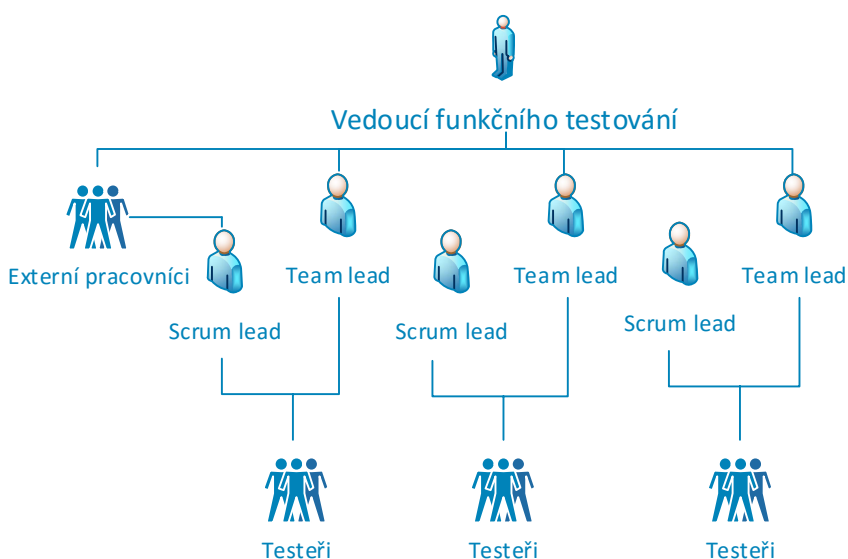 Vedoucí funkčního testování
Externí pracovníci
Team lead
Team lead
Team lead
Scrum lead
Scrum lead
Scrum lead
Testeři
Testeři
Testeři